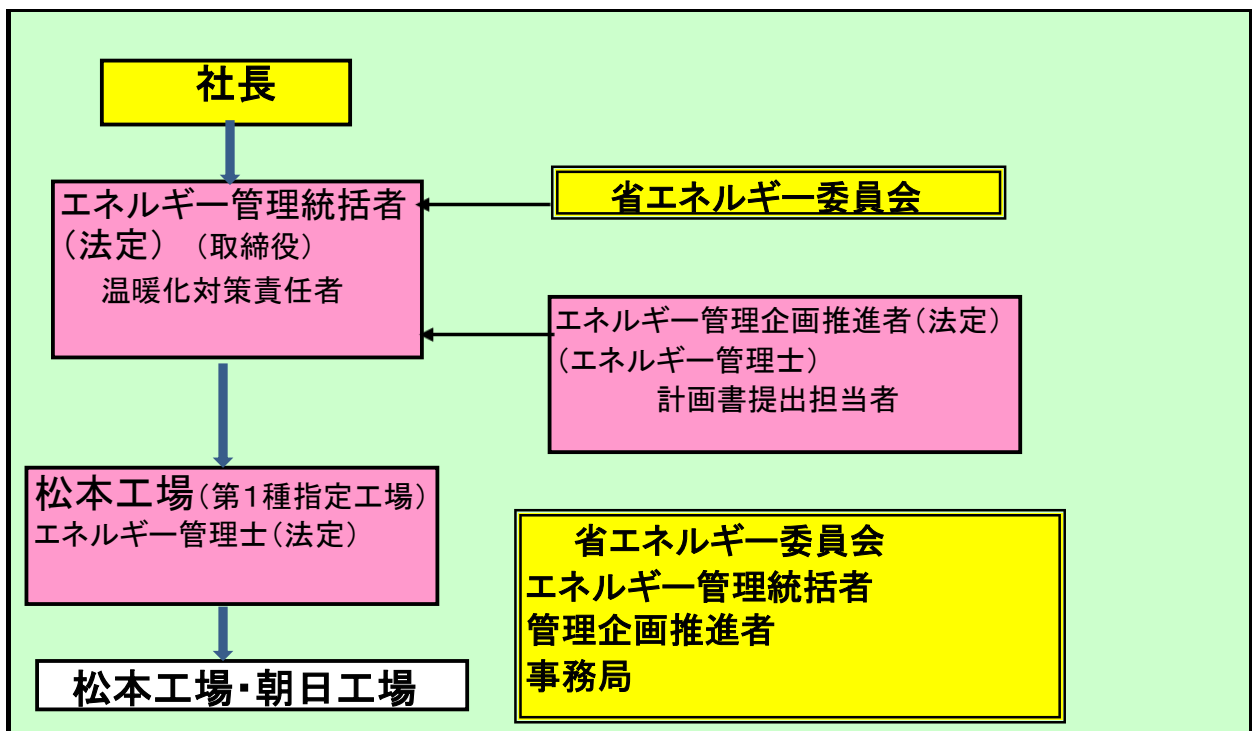 社長
エネルギー管理統括者
(法定) (取締役)
温暖化対策責任者
省エネルギー委員会
エネルギー管理企画推進者(法定)
(エネルギー管理士)
計画書提出担当者
松本工場(第1種指定工場)
エネルギー管理士(法定)
松本工場・朝日工場
省エネルギー委員会
エネルギー管理統括者
管理企画推進者
事務局